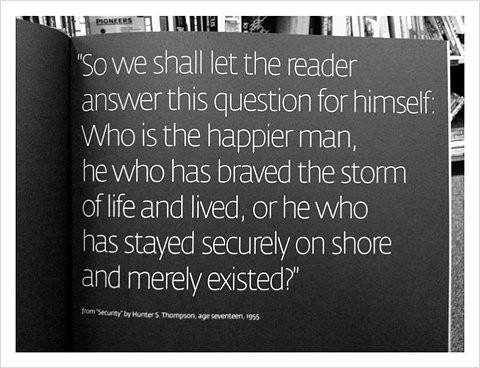 PIONEERS
"So we shall let the reader
answer this question for himself:
Who is the happier man,
he who has braved the storm
of life and lived, or he who
has stayed securely on shore
and merely existed?"
from "Security" by Hunter S. Thompson, age seventeen, 1955